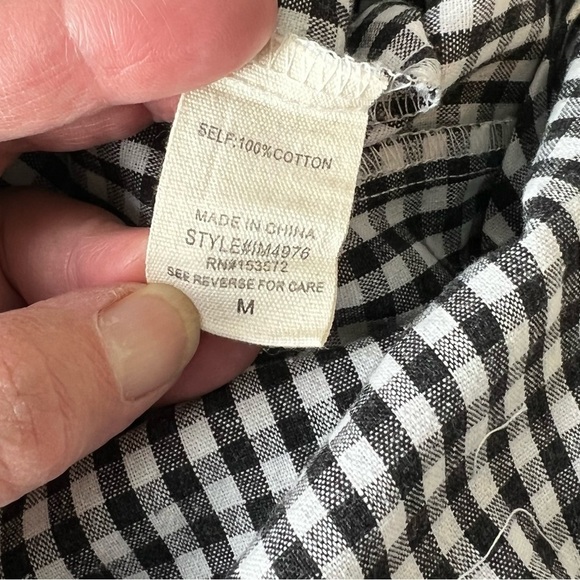 SELF:100%COTTON
MADE IN CHINA
STYLE#IM4976
RN#153572
SEE REVERSE FOR CARE
M